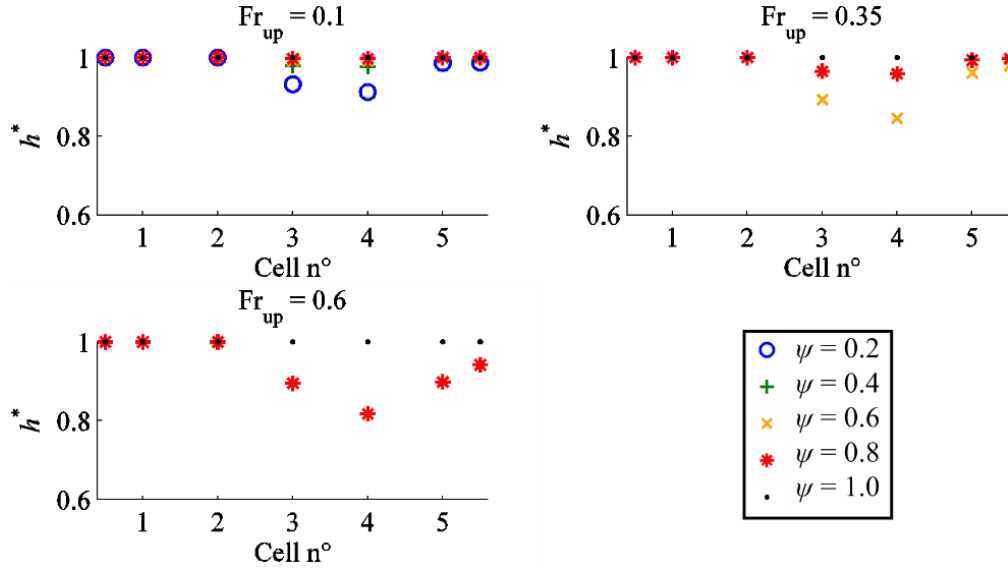 Fr_up = 0.1
1
0.8
0.6
h*
1 2 3 4 5
Cell n°
Fr_up = 0.35
1
0.8
0.6
h*
1 2 3 4 5
Cell n°
Fr_up = 0.6
1
0.8
0.6
h*
1 2 3 4 5
Cell n°
ψ = 0.2
ψ = 0.4
ψ = 0.6
ψ = 0.8
ψ = 1.0